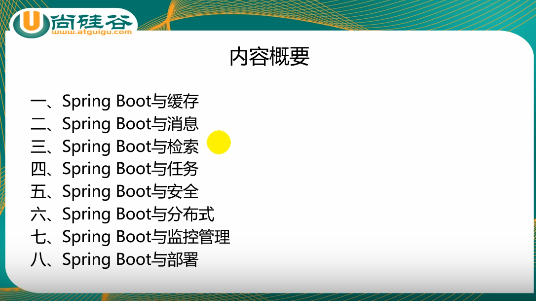 尚硅谷
www.atguigu.com
内容概要
一、Spring Boot与缓存
二、Spring Boot与消息
三、Spring Boot与检索
四、Spring Boot与任务
五、Spring Boot与安全
六、Spring Boot与分布式
七、Spring Boot与监控管理
八、Spring Boot与部署